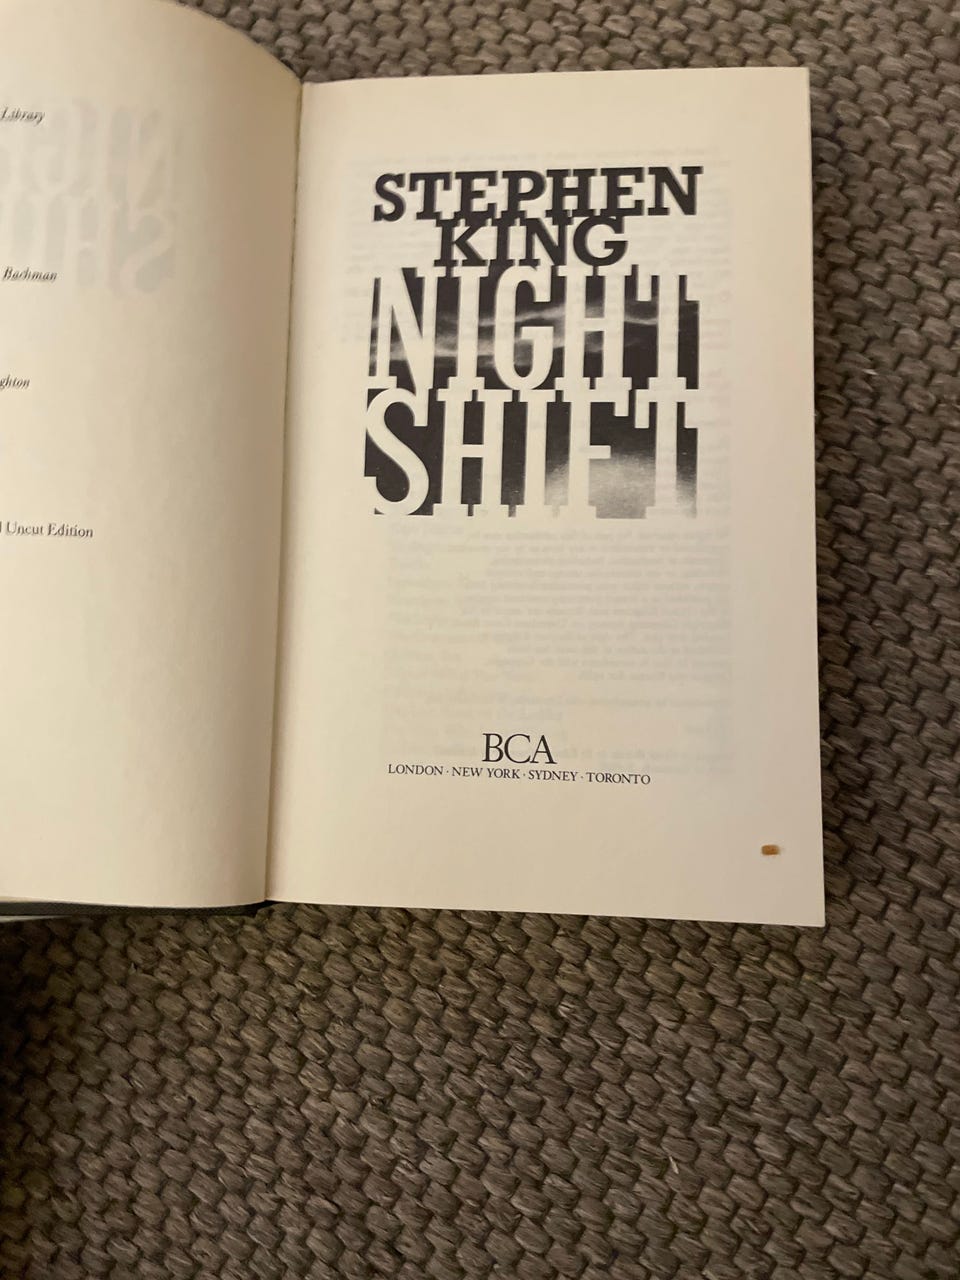 Library
Bachman
ghton
Uncut Edition
STEPHEN
KING
NIGHT
SHIFT
BCA
LONDON · NEW YORK · SYDNEY · TORONTO